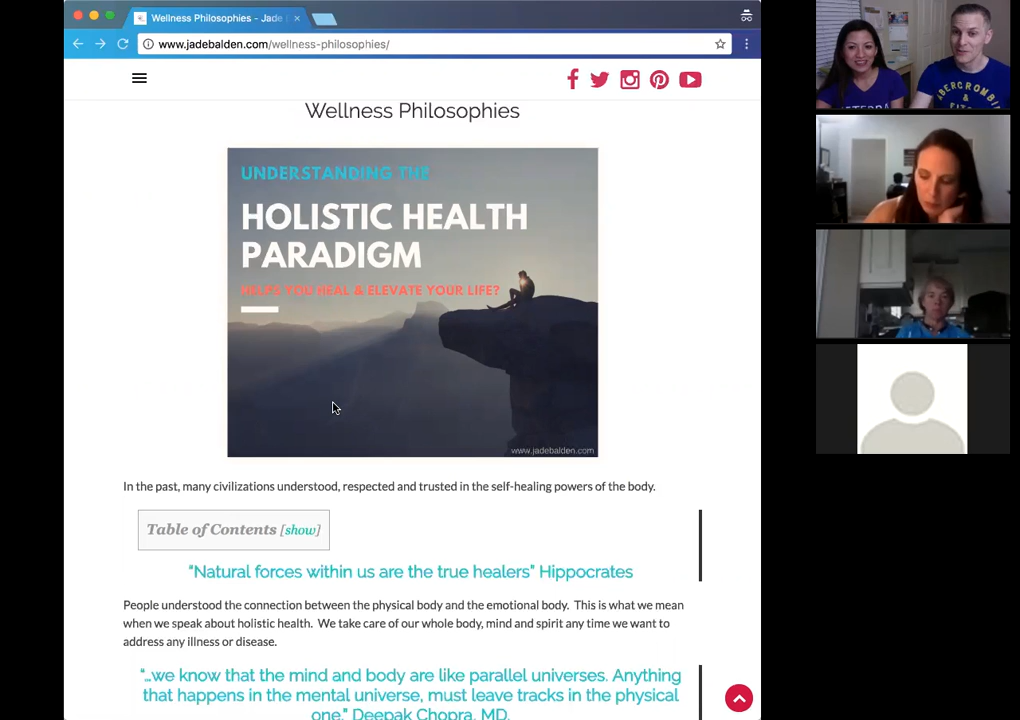 Wellness Philosophies - Jade
www.jadebalden.com/wellness-philosophies/
Wellness Philosophies
UNDERSTANDING THE
HOLISTIC HEALTH
PARADIGM
HELPS YOU HEAL & ELEVATE YOUR LIFE?
www.jadebalden.com
In the past, many civilizations understood, respected and trusted in the self-healing powers of the body.
Table of Contents [show]
“Natural forces within us are the true healers” Hippocrates
People understood the connection between the physical body and the emotional body. This is what we mean
when we speak about holistic health. We take care of our whole body, mind and spirit any time we want to
address any illness or disease.
“…we know that the mind and body are like parallel universes. Anything
that happens in the mental universe, must leave tracks in the physical
one.” Deepak Chopra, MD.